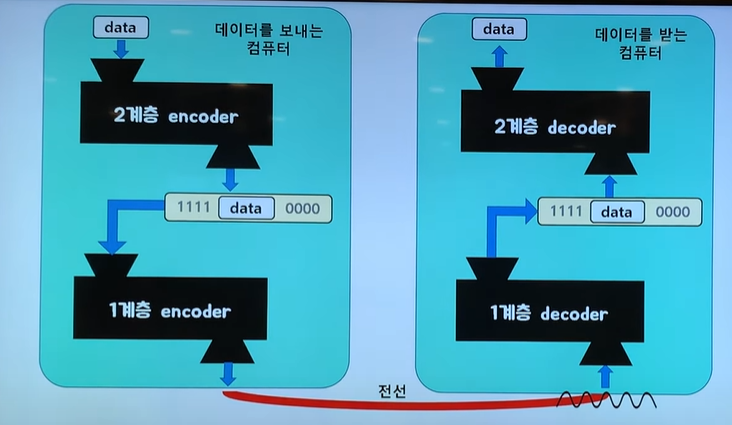 data
데이터를 보내는
컴퓨터
2계층 encoder
1111 data 0000
1계층 encoder
data
데이터를 받는
컴퓨터
2계층 decoder
1111 data 0000
1계층 decoder
전선